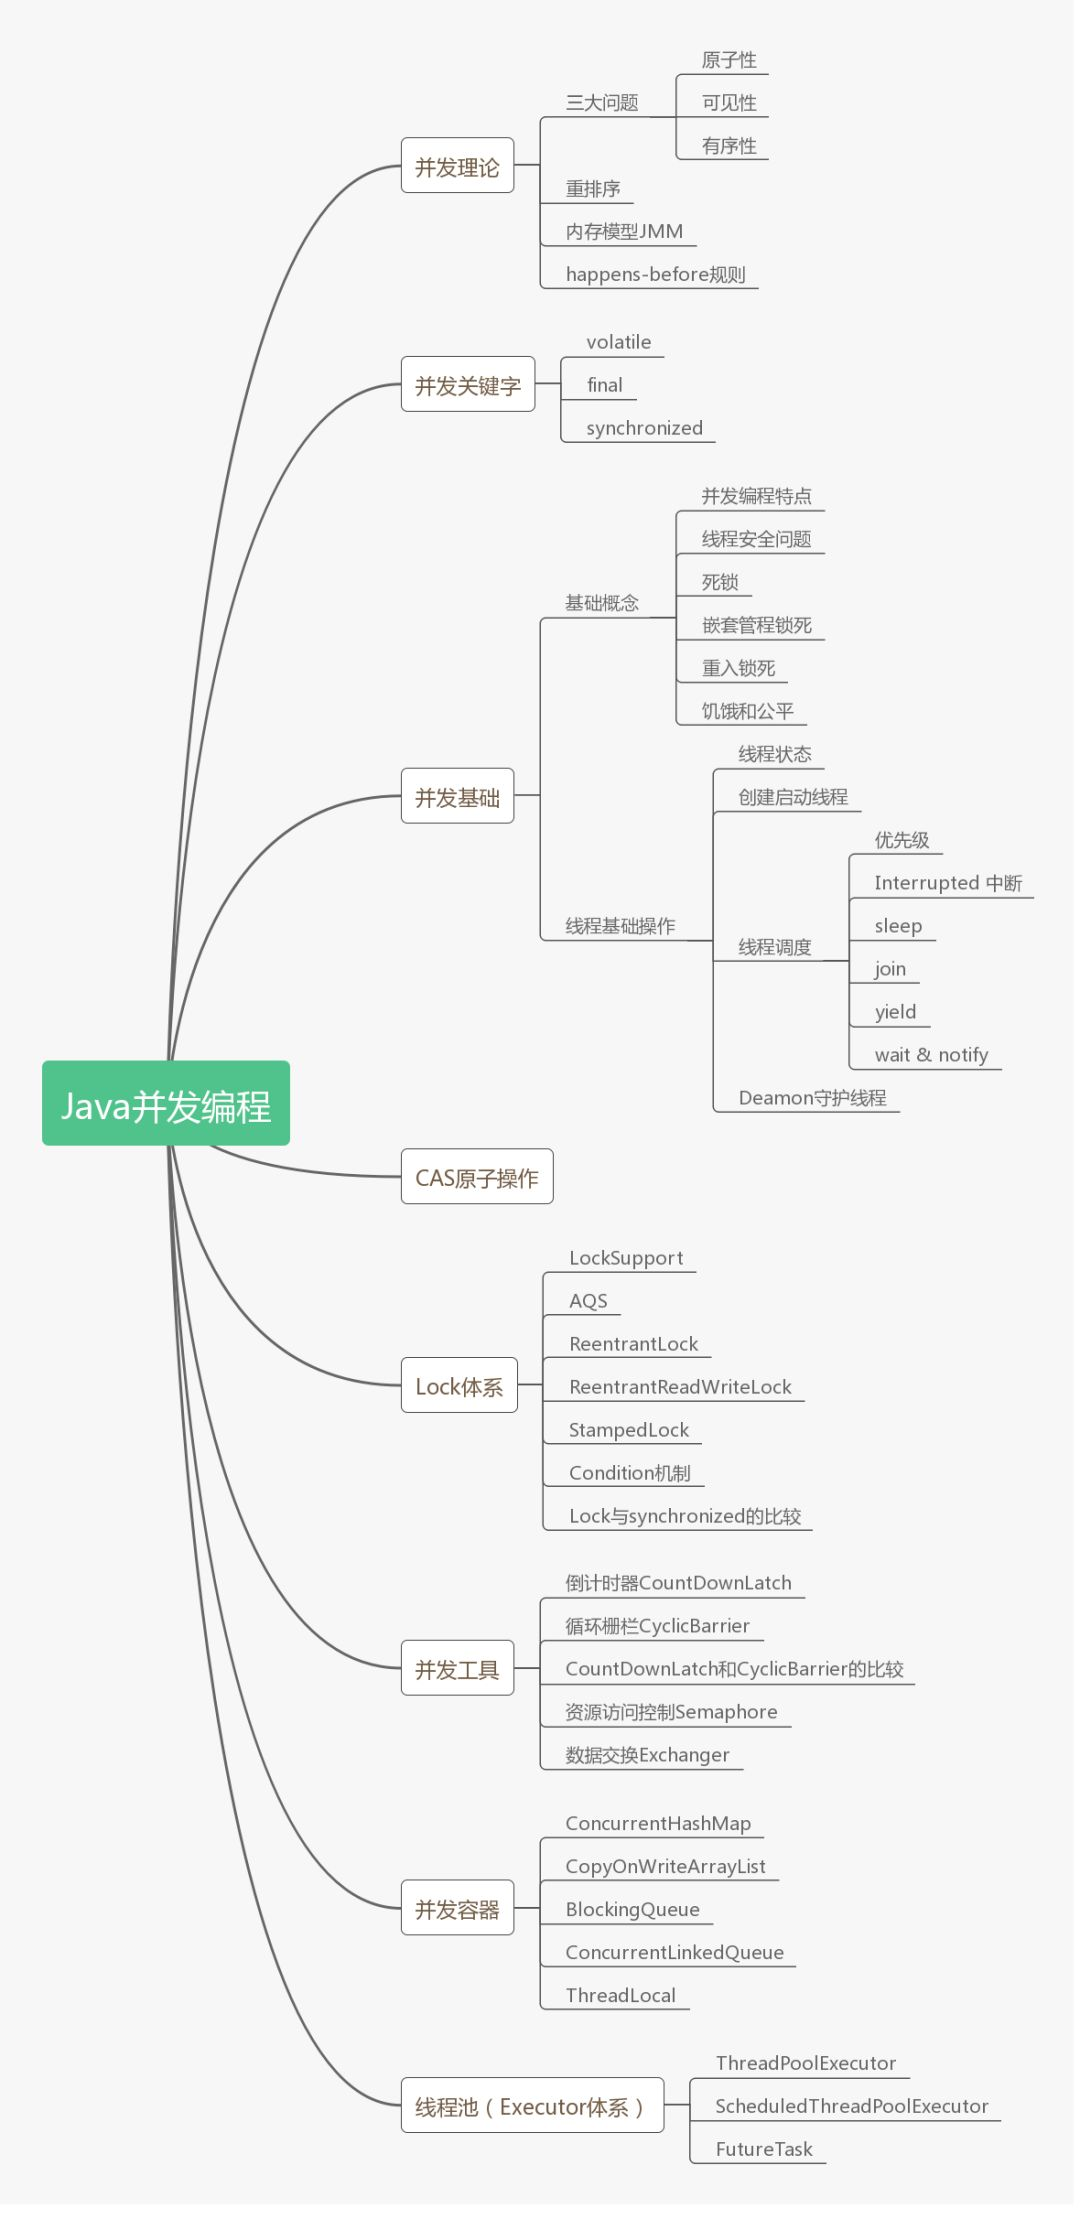 原子性
三大问题
可见性
有序性
并发理论
重排序
内存模型JMM
happens-before规则
volatile
并发关键字
final
synchronized
并发编程特点
线程安全问题
死锁
基础概念
嵌套管程锁死
重入锁死
饥饿和公平
线程状态
并发基础
创建启动线程
优先级
Interrupted 中断
线程基础操作
sleep
线程调度
join
yield
wait & notify
Deamon守护线程
Java并发编程
CAS原子操作
LockSupport
AQS
ReentrantLock
Lock体系
ReentrantReadWriteLock
StampedLock
Condition机制
Lock与synchronized的比较
倒计时器CountDownLatch
循环栅栏CyclicBarrier
并发工具
CountDownLatch和CyclicBarrier的比较
资源访问控制Semaphore
数据交换Exchanger
ConcurrentHashMap
CopyOnWriteArrayList
并发容器
BlockingQueue
ConcurrentLinkedQueue
ThreadLocal
ThreadPoolExecutor
线程池（Executor体系）
ScheduledThreadPoolExecutor
FutureTask